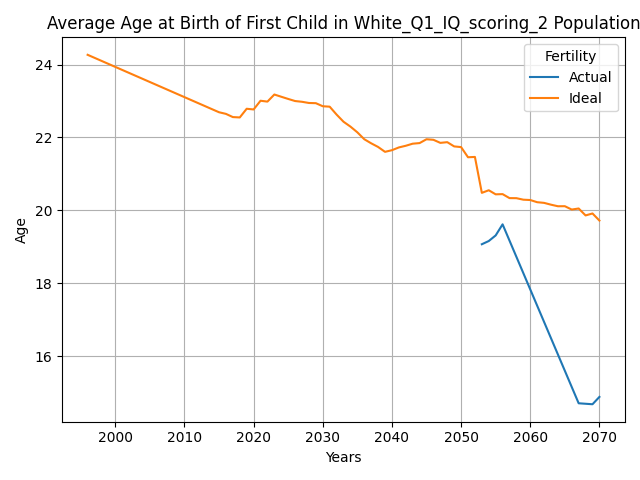 Average Age at Birth of First Child in White_Q1_IQ_scoring_2 Population
Fertility
Actual
Ideal
Age
24
22
20
18
16
2000 2010 2020 2030 2040 2050 2060 2070
Years